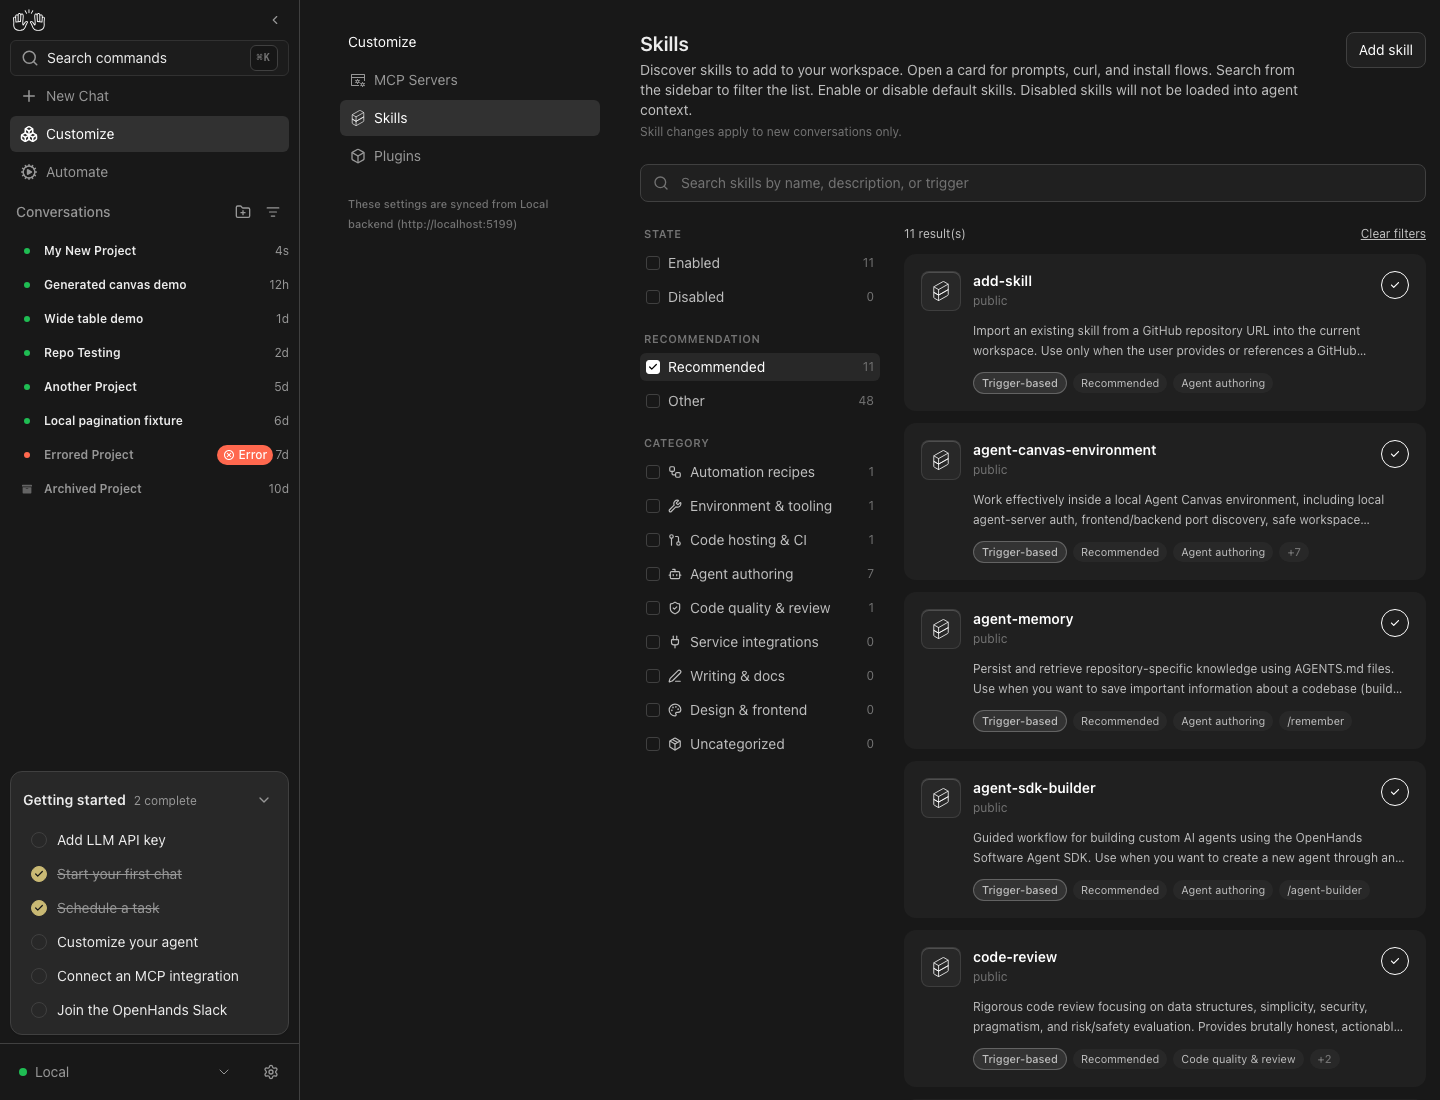 Search commands
⌘K
New Chat
Customize
Automate
Conversations
My New Project 4s
Generated canvas demo 12h
Wide table demo 1d
Repo Testing 2d
Another Project 5d
Local pagination fixture 6d
Errored Project Error 7d
Archived Project 10d
Getting started 2 complete
Add LLM API key
Start your first chat
Schedule a task
Customize your agent
Connect an MCP integration
Join the OpenHands Slack
Local
Customize
MCP Servers
Skills
Plugins
These settings are synced from Local
backend (http://localhost:5199)
Skills
Add skill
Discover skills to add to your workspace. Open a card for prompts, curl, and install flows. Search from
the sidebar to filter the list. Enable or disable default skills. Disabled skills will not be loaded into agent
context.
Skill changes apply to new conversations only.
Search skills by name, description, or trigger
STATE
Enabled 11
Disabled 0
RECOMMENDATION
Recommended 11
Other 48
CATEGORY
Automation recipes 1
Environment & tooling 1
Code hosting & CI 1
Agent authoring 7
Code quality & review 1
Service integrations 0
Writing & docs 0
Design & frontend 0
Uncategorized 0
11 result(s)
Clear filters
add-skill
public
Import an existing skill from a GitHub repository URL into the current
workspace. Use only when the user provides or references a GitHub...
Trigger-based Recommended Agent authoring
agent-canvas-environment
public
Work effectively inside a local Agent Canvas environment, including local
agent-server auth, frontend/backend port discovery, safe workspace...
Trigger-based Recommended Agent authoring +7
agent-memory
public
Persist and retrieve repository-specific knowledge using AGENTS.md files.
Use when you want to save important information about a codebase (build...
Trigger-based Recommended Agent authoring /remember
agent-sdk-builder
public
Guided workflow for building custom AI agents using the OpenHands
Software Agent SDK. Use when you want to create a new agent through an...
Trigger-based Recommended Agent authoring /agent-builder
code-review
public
Rigorous code review focusing on data structures, simplicity, security,
pragmatism, and risk/safety evaluation. Provides brutally honest, actionabl...
Trigger-based Recommended Code quality & review +2